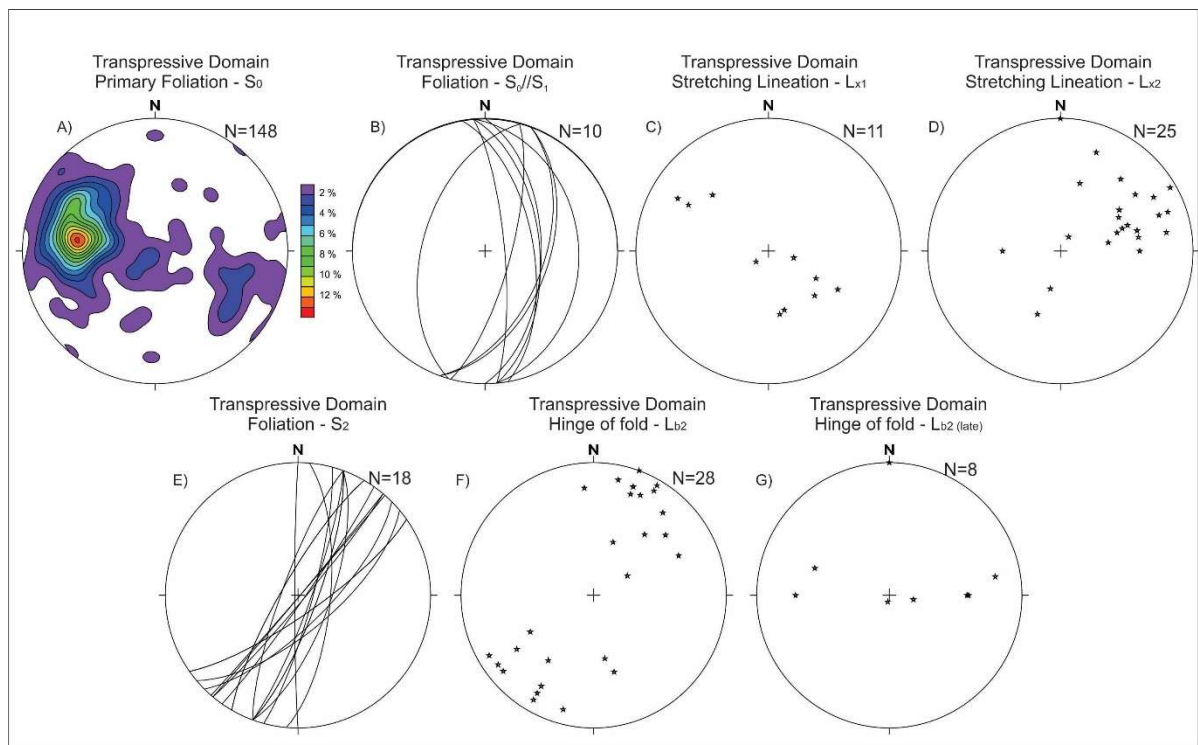 Transpressive Domain
Primary Foliation - S0
N
A)
N=148
2 %
4 %
6 %
8 %
10 %
12 %
Transpressive Domain
Foliation - S0//S1
N
B)
N=10
Transpressive Domain
Stretching Lineation - Lx1
N
C)
N=11
Transpressive Domain
Stretching Lineation - Lx2
N
D)
N=25
Transpressive Domain
Foliation - S2
N
E)
N=18
Transpressive Domain
Hinge of fold - Lb2
N
F)
N=28
Transpressive Domain
Hinge of fold - Lb2 (late)
N
G)
N=8